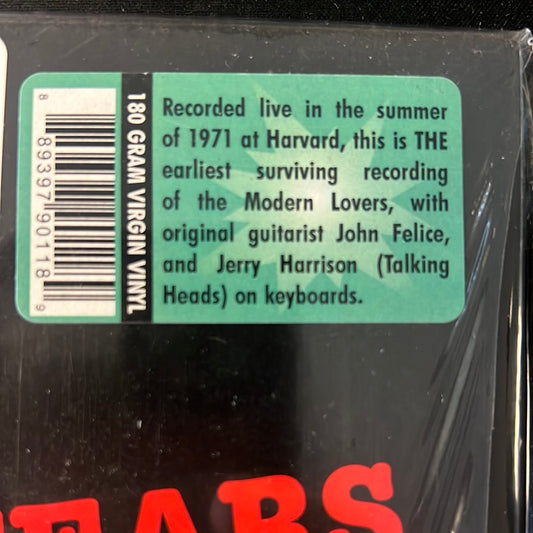 Recorded live in the summer
of 1971 at Harvard, this is THE
earliest surviving recording
of the Modern Lovers, with
original guitarist John Felice,
and Jerry Harrison (Talking
Heads) on keyboards.
180 GRAM VIRGIN VINYL
8 89397 90118 9